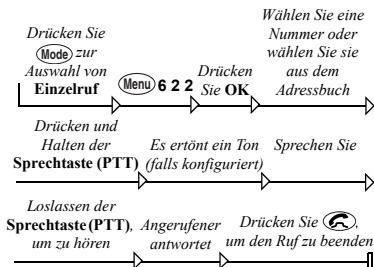 Drücken Sie
Mode zur
Auswahl von
Einzelruf
Menu 6 2 2
Drücken
Sie OK
Wählen Sie eine
Nummer oder
wählen Sie sie
aus dem
Adressbuch
Drücken und
Halten der
Sprechtaste (PTT)
Es ertönt ein Ton
(falls konfiguriert)
Sprechen Sie
Loslassen der
Sprechtaste (PTT),
um zu hören
Angerufener
antwortet
Drücken Sie ,
um den Ruf zu beenden